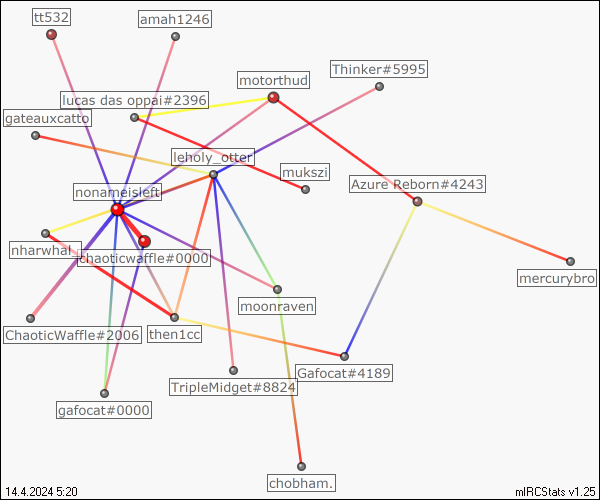 tt532
amah1246
Thinker#5995
motorthud
lucas das oppai#2396
gateauxcatto
leholy_otter
mukszi
Azure Reborn#4243
nonameisleft
nharwhal_
chaoticwaffle#0000
mercurybro
moonraven
ChaoticWaffle#2006
then1cc
Gafocat#4189
TripleMidget#8824
gafocat#0000
chobham.
14.4.2024 5:20
mIRCStats v1.25